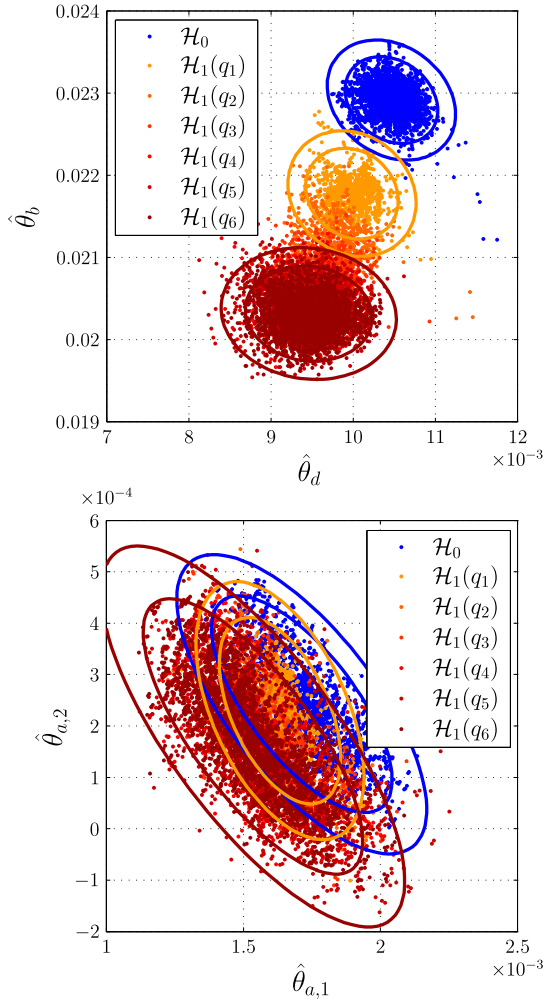 0.024
0.023
0.022
0.021
0.02
0.019
θ̂_b
ℋ₀
ℋ₁(q₁)
ℋ₁(q₂)
ℋ₁(q₃)
ℋ₁(q₄)
ℋ₁(q₅)
ℋ₁(q₆)
7 8 9 10 11 12
×10⁻³
θ̂_d
×10⁻⁴
6
5
4
3
2
1
0
−1
−2
θ̂_{a,2}
ℋ₀
ℋ₁(q₁)
ℋ₁(q₂)
ℋ₁(q₃)
ℋ₁(q₄)
ℋ₁(q₅)
ℋ₁(q₆)
1 1.5 2 2.5
×10⁻³
θ̂_{a,1}